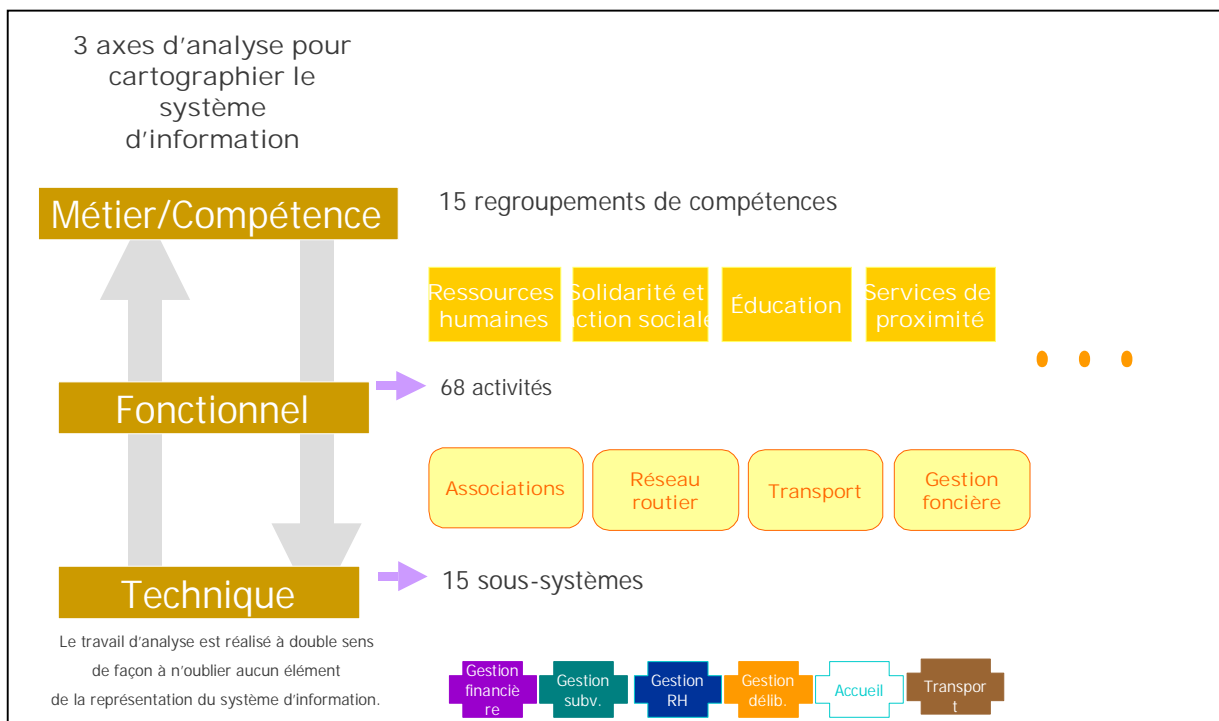 3 axes d'analyse pour
cartographier le
système
d'information
Métier/Compétence
15 regroupements de compétences
Ressources
humaines
Solidarité et
action sociale
Éducation
Services de
proximité
Fonctionnel
68 activités
Associations
Réseau
routier
Transport
Gestion
foncière
Technique
15 sous-systèmes
Le travail d'analyse est réalisé à double sens
de façon à n'oublier aucun élément
de la représentation du système d'information.
Gestion
financiè
re
Gestion
subv.
Gestion
RH
Gestion
délib.
Accueil
Transpor
t